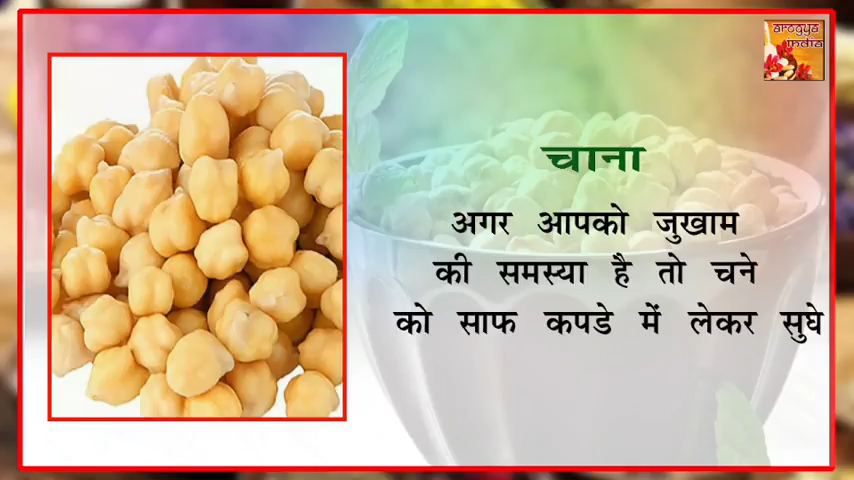 arogya
india
चाना
अगर आपको जुखाम
की समस्या है तो चने
को साफ कपडे में लेकर सुघे